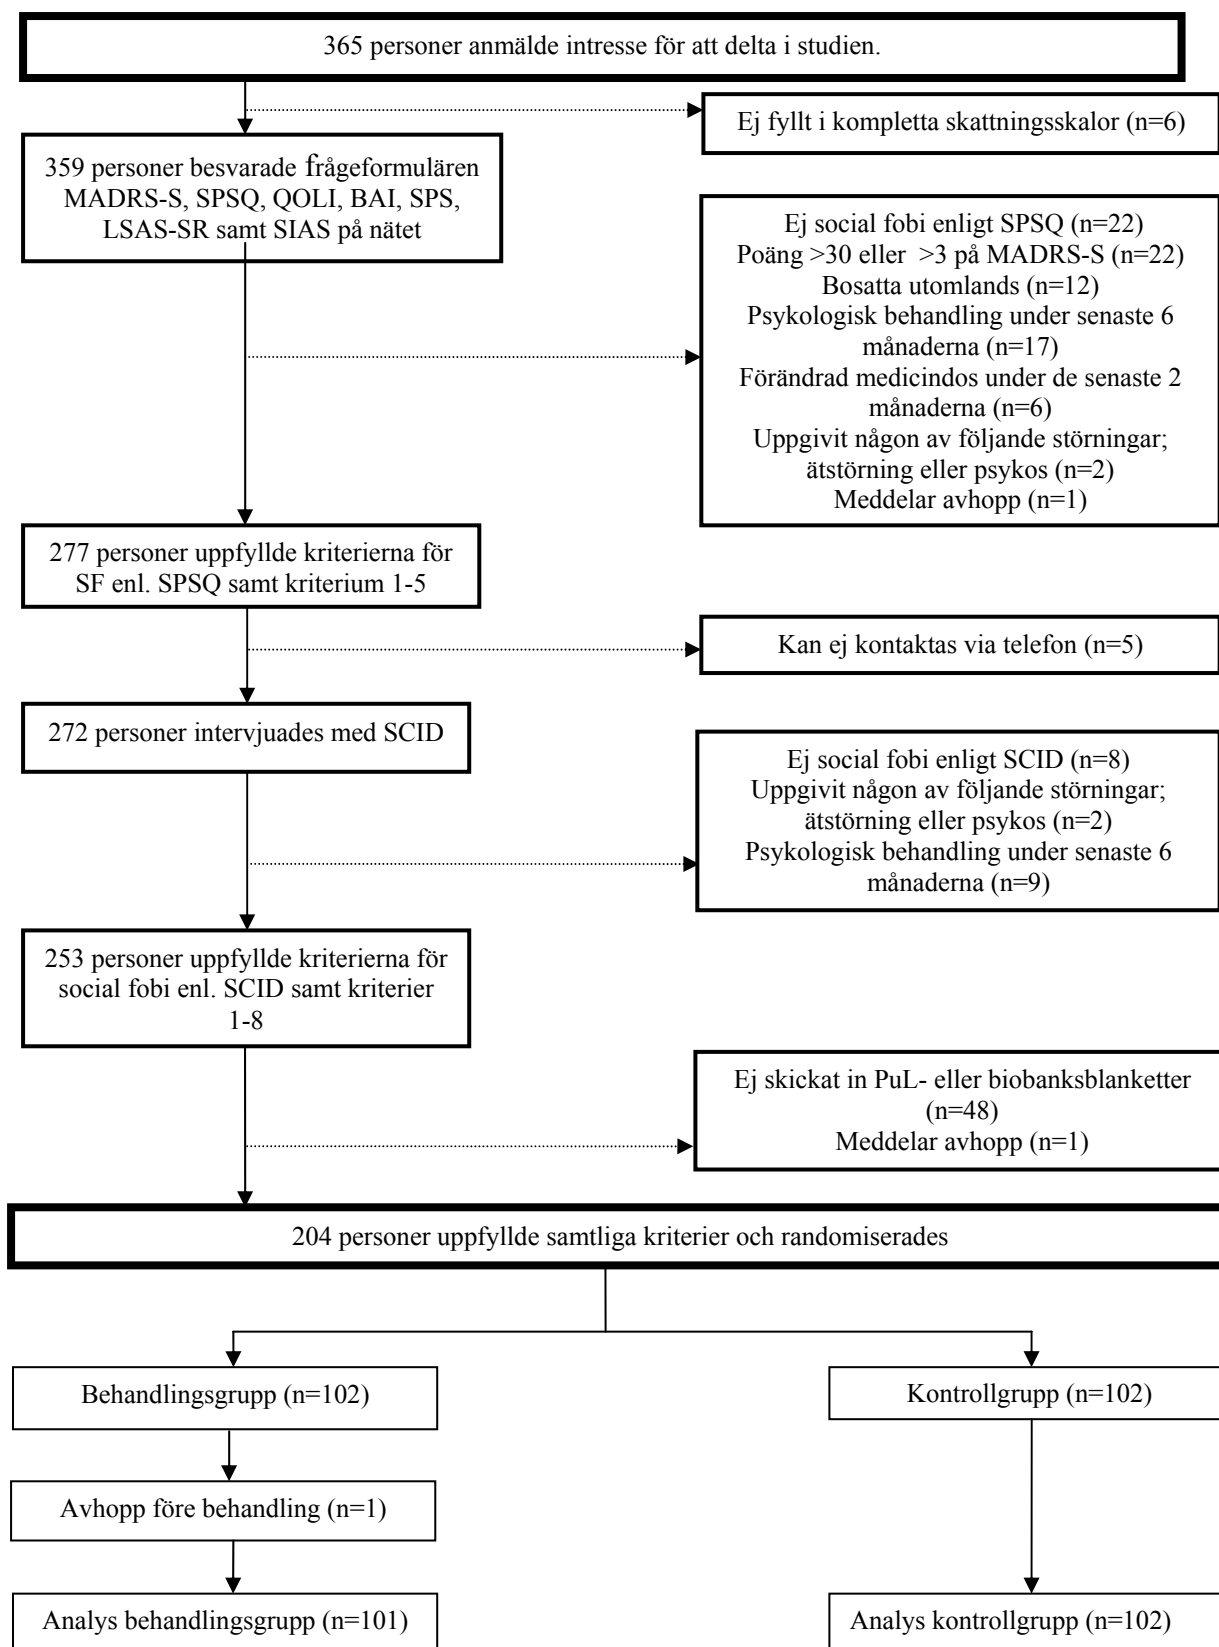 365 personer anmälde intresse för att delta i studien.
Ej fyllt i kompletta skattningsskalor (n=6)
359 personer besvarade frågeformulären
MADRS-S, SPSQ, QOLI, BAI, SPS,
LSAS-SR samt SIAS på nätet
Ej social fobi enligt SPSQ (n=22)
Poäng >30 eller >3 på MADRS-S (n=22)
Bosatta utomlands (n=12)
Psykologisk behandling under senaste 6
månaderna (n=17)
Förändrad medicindos under de senaste 2
månaderna (n=6)
Uppgivit någon av följande störningar;
ätstörning eller psykos (n=2)
Meddelar avhopp (n=1)
277 personer uppfyllde kriterierna för
SF enl. SPSQ samt kriterium 1-5
Kan ej kontaktas via telefon (n=5)
272 personer intervjuades med SCID
Ej social fobi enligt SCID (n=8)
Uppgivit någon av följande störningar;
ätstörning eller psykos (n=2)
Psykologisk behandling under senaste 6
månaderna (n=9)
253 personer uppfyllde kriterierna för
social fobi enl. SCID samt kriterier
1-8
Ej skickat in PuL- eller biobanksblanketter
(n=48)
Meddelar avhopp (n=1)
204 personer uppfyllde samtliga kriterier och randomiserades
Behandlingsgrupp (n=102)
Kontrollgrupp (n=102)
Avhopp före behandling (n=1)
Analys behandlingsgrupp (n=101)
Analys kontrollgrupp (n=102)